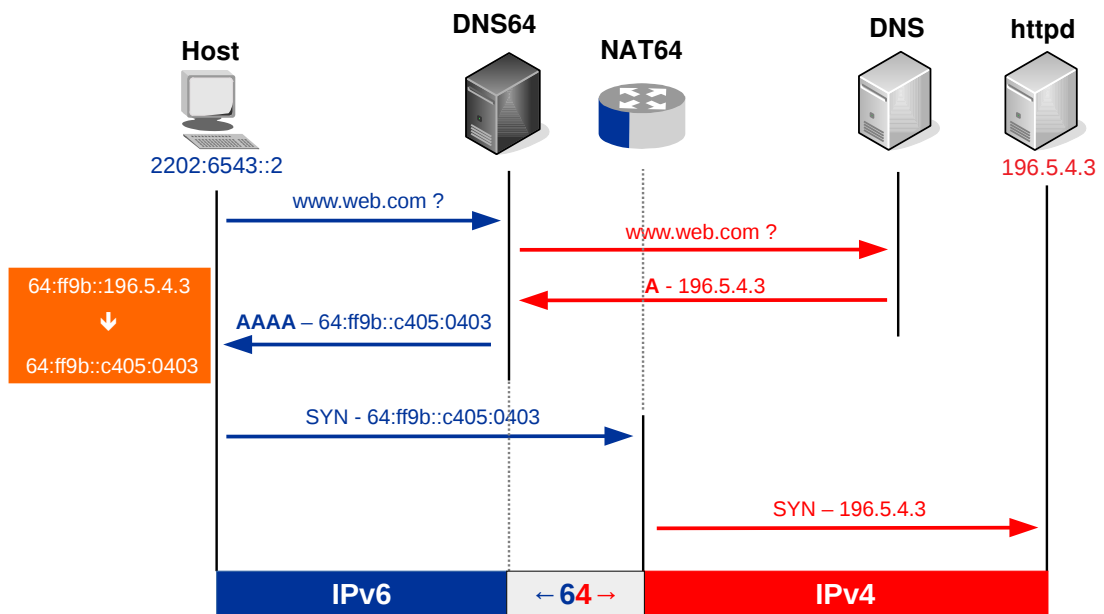 Host
DNS64
NAT64
DNS
httpd
2202:6543::2
196.5.4.3
www.web.com ?
www.web.com ?
64:ff9b::196.5.4.3
↓
64:ff9b::c405:0403
A - 196.5.4.3
AAAA – 64:ff9b::c405:0403
SYN - 64:ff9b::c405:0403
SYN – 196.5.4.3
IPv6
←64→
IPv4